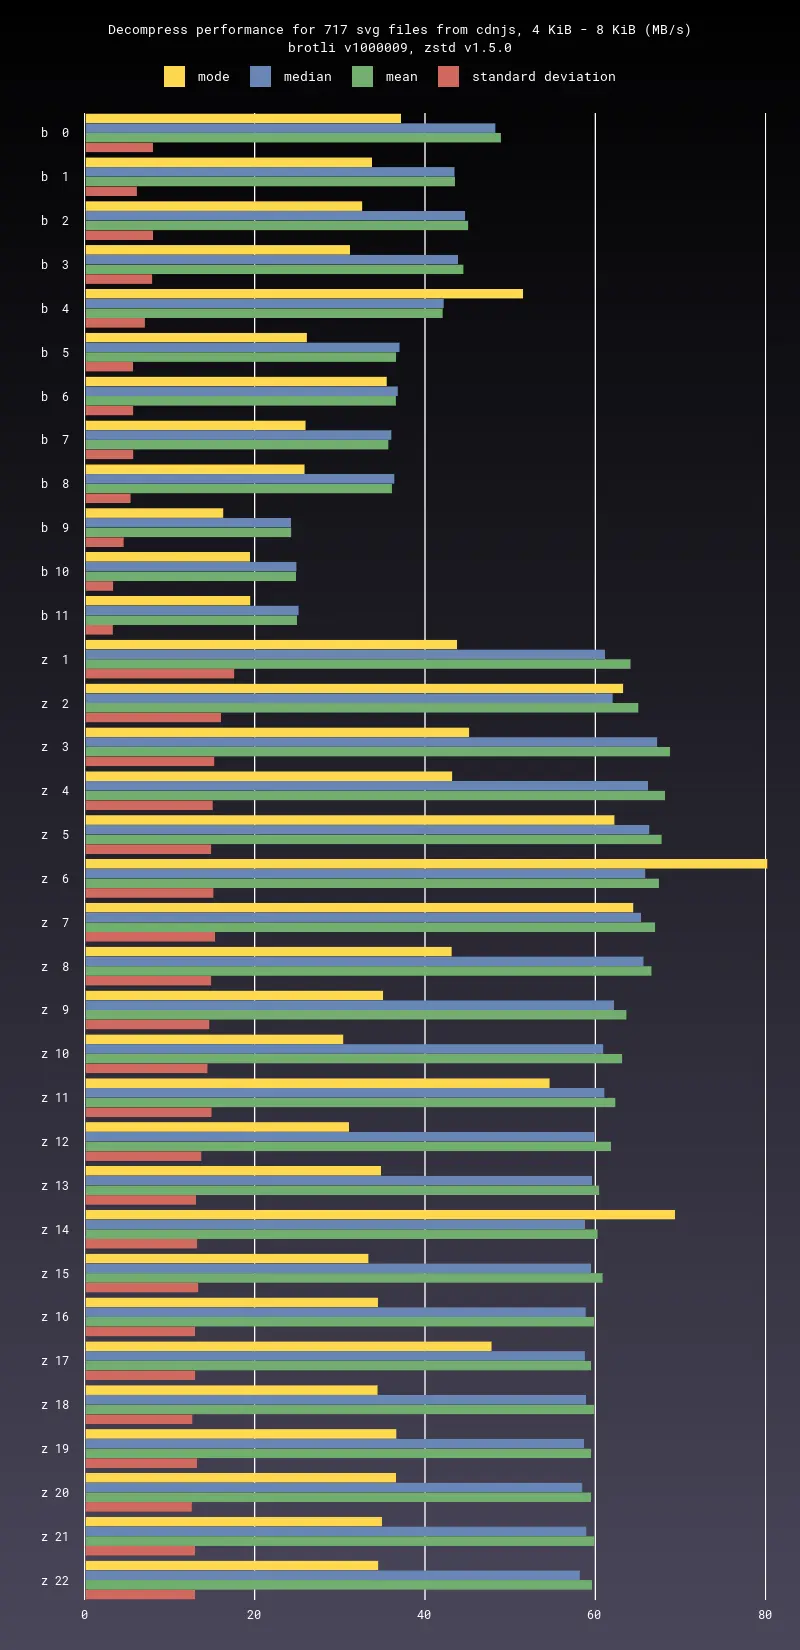 Decompress performance for 717 svg files from cdnjs, 4 KiB - 8 KiB (MB/s)
brotli v1000009, zstd v1.5.0
mode median mean standard deviation
b 0
b 1
b 2
b 3
b 4
b 5
b 6
b 7
b 8
b 9
b 10
b 11
z 1
z 2
z 3
z 4
z 5
z 6
z 7
z 8
z 9
z 10
z 11
z 12
z 13
z 14
z 15
z 16
z 17
z 18
z 19
z 20
z 21
z 22
0 20 40 60 80